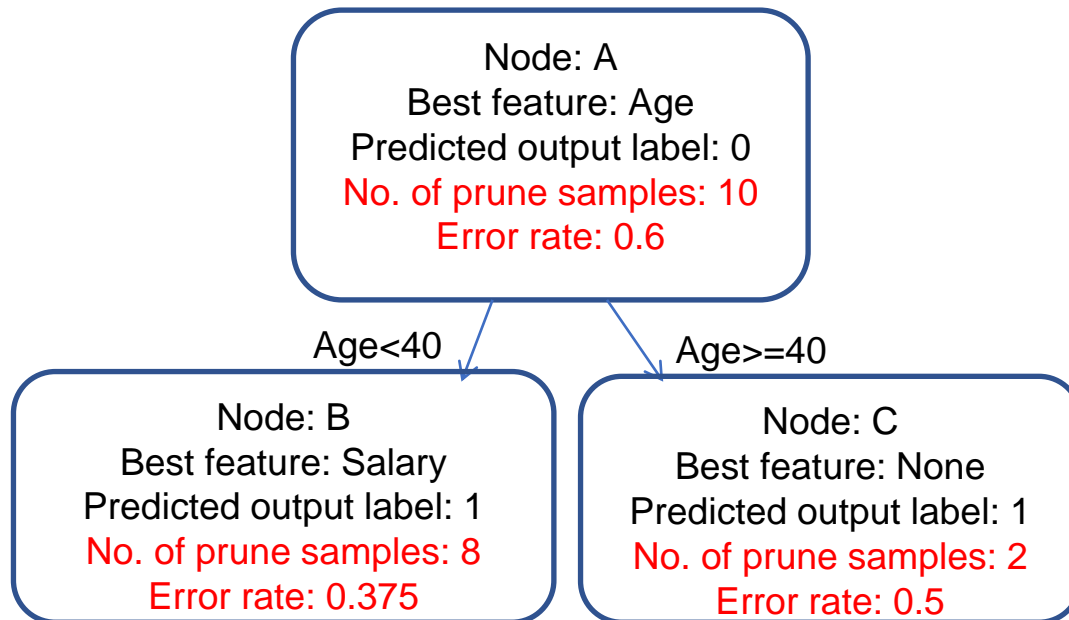 Node: A
Best feature: Age
Predicted output label: 0
No. of prune samples: 10
Error rate: 0.6
Age<40
Age>=40
Node: B
Best feature: Salary
Predicted output label: 1
No. of prune samples: 8
Error rate: 0.375
Node: C
Best feature: None
Predicted output label: 1
No. of prune samples: 2
Error rate: 0.5